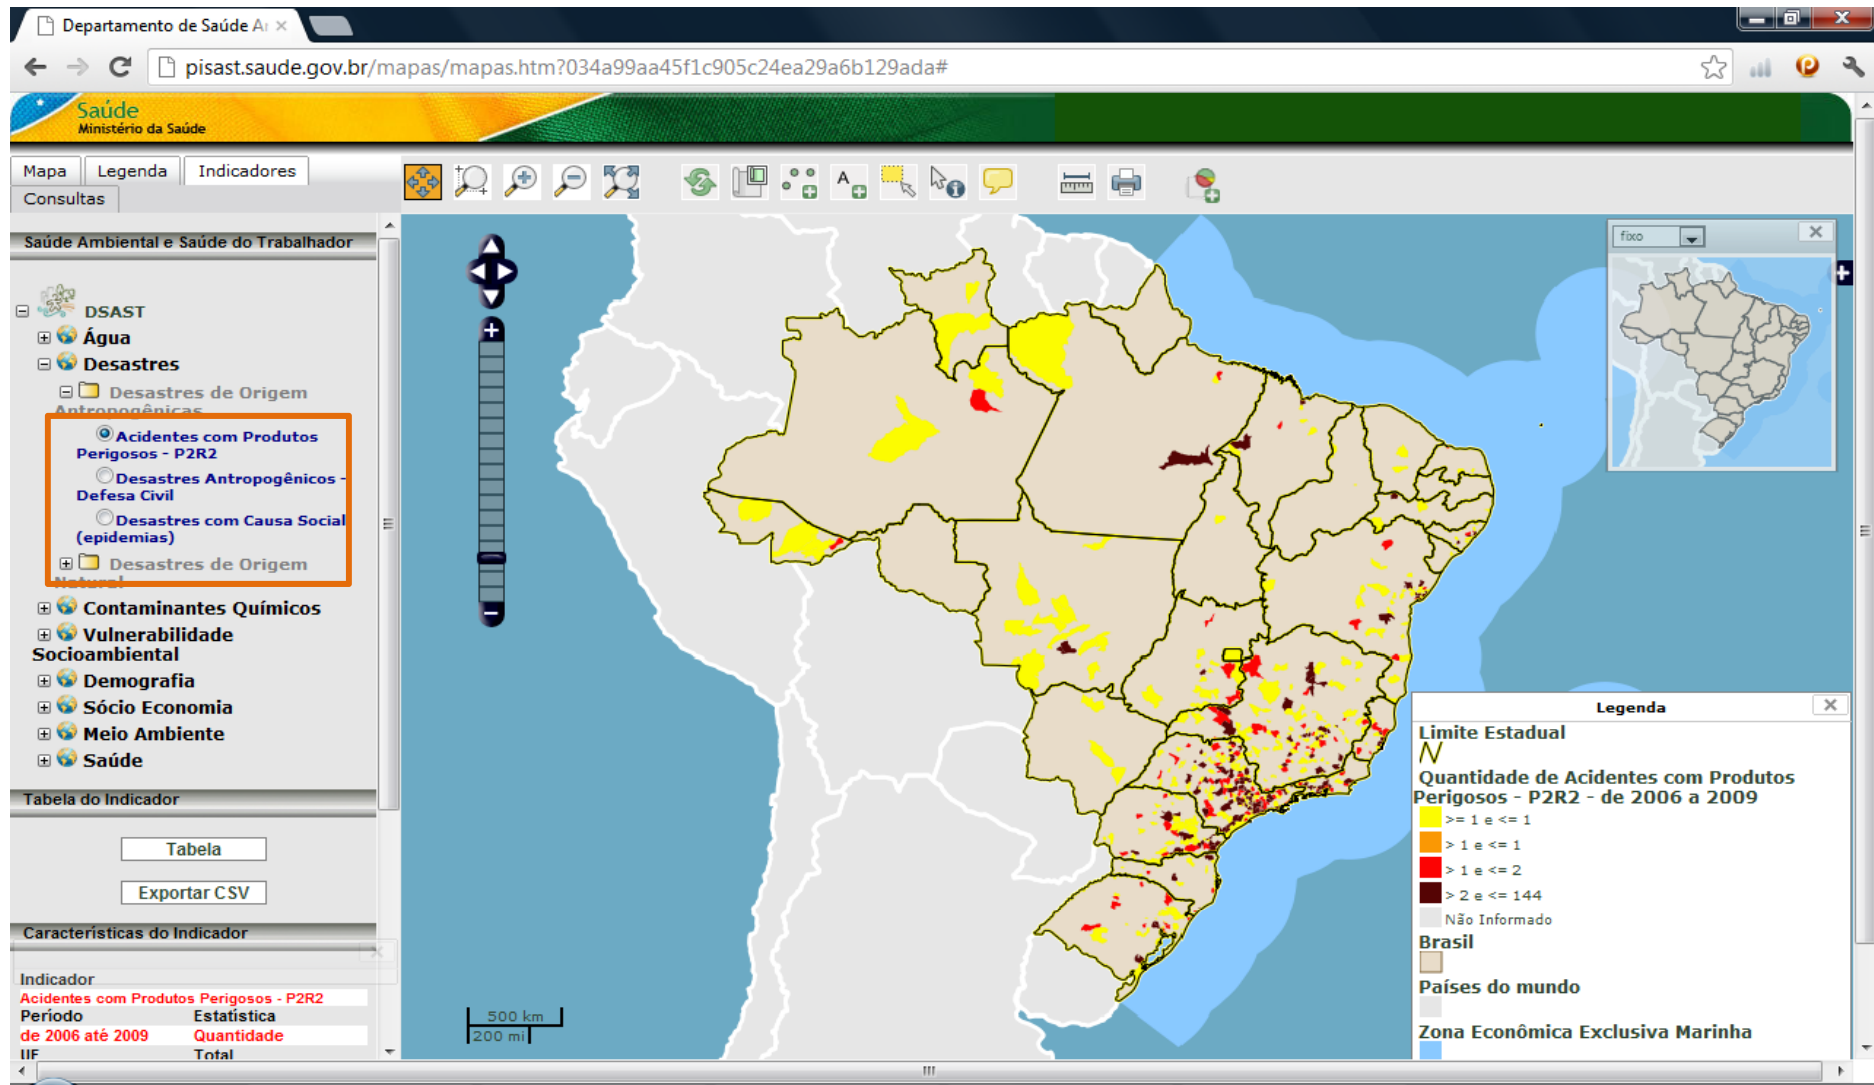 Departamento de Saúde A
pisast.saude.gov.br/mapas/mapas.htm?034a99aa45f1c905c24ea29a6b129ada#
Saúde
Ministério da Saúde
Mapa Legenda Indicadores
Consultas
Saúde Ambiental e Saúde do Trabalhador
DSAST
Água
Desastres
Desastres de Origem
Antropogênicas
Acidentes com Produtos
Perigosos - P2R2
Desastres Antropogênicos -
Defesa Civil
Desastres com Causa Social
(epidemias)
Desastres de Origem
Natural
Contaminantes Químicos
Vulnerabilidade
Socioambiental
Demografia
Sócio Economia
Meio Ambiente
Saúde
Tabela do Indicador
Tabela
Exportar CSV
Características do Indicador
Indicador
Acidentes com Produtos Perigosos - P2R2
Período Estatística
de 2006 até 2009 Quantidade
UF Total
500 km
200 mi
fixo
Legenda
Limite Estadual
Quantidade de Acidentes com Produtos
Perigosos - P2R2 - de 2006 a 2009
>= 1 e <= 1
> 1 e <= 1
> 1 e <= 2
> 2 e <= 144
Não Informado
Brasil
Países do mundo
Zona Econômica Exclusiva Marinha